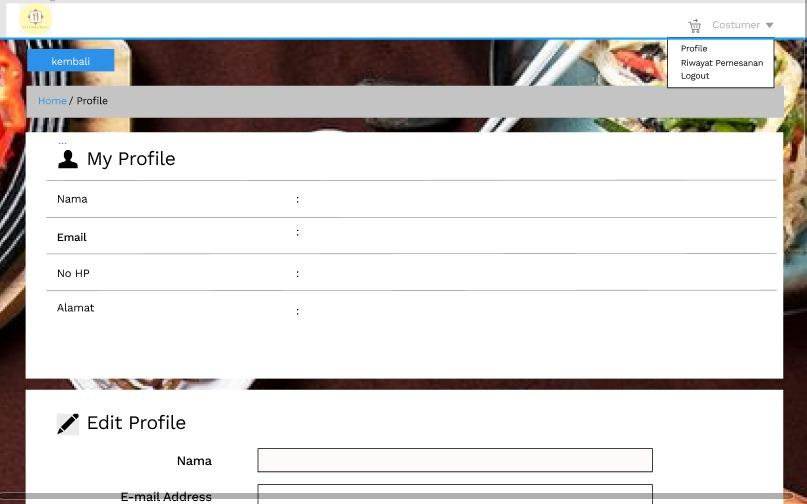 Costumer
Profile
Riwayat Pemesanan
Logout
kembali
Home / Profile
...
My Profile
Nama :
Email :
No HP :
Alamat :
Edit Profile
Nama
E-mail Address